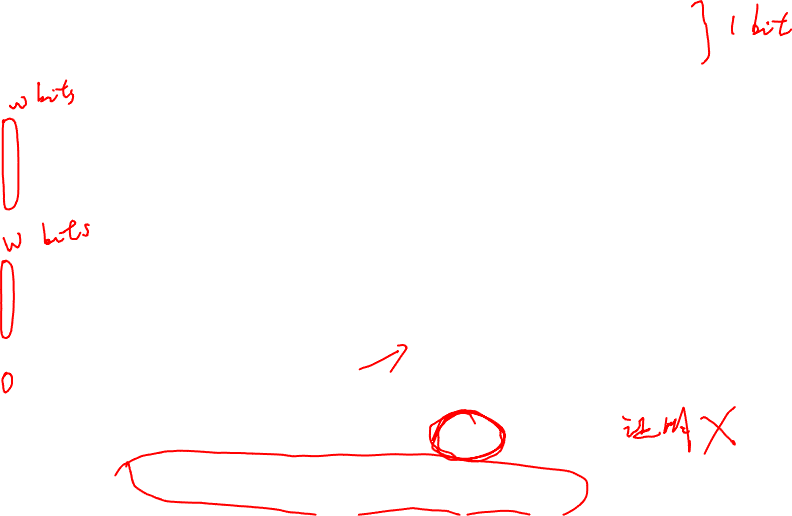 1 bit
w bits
w bits
0
证明 X